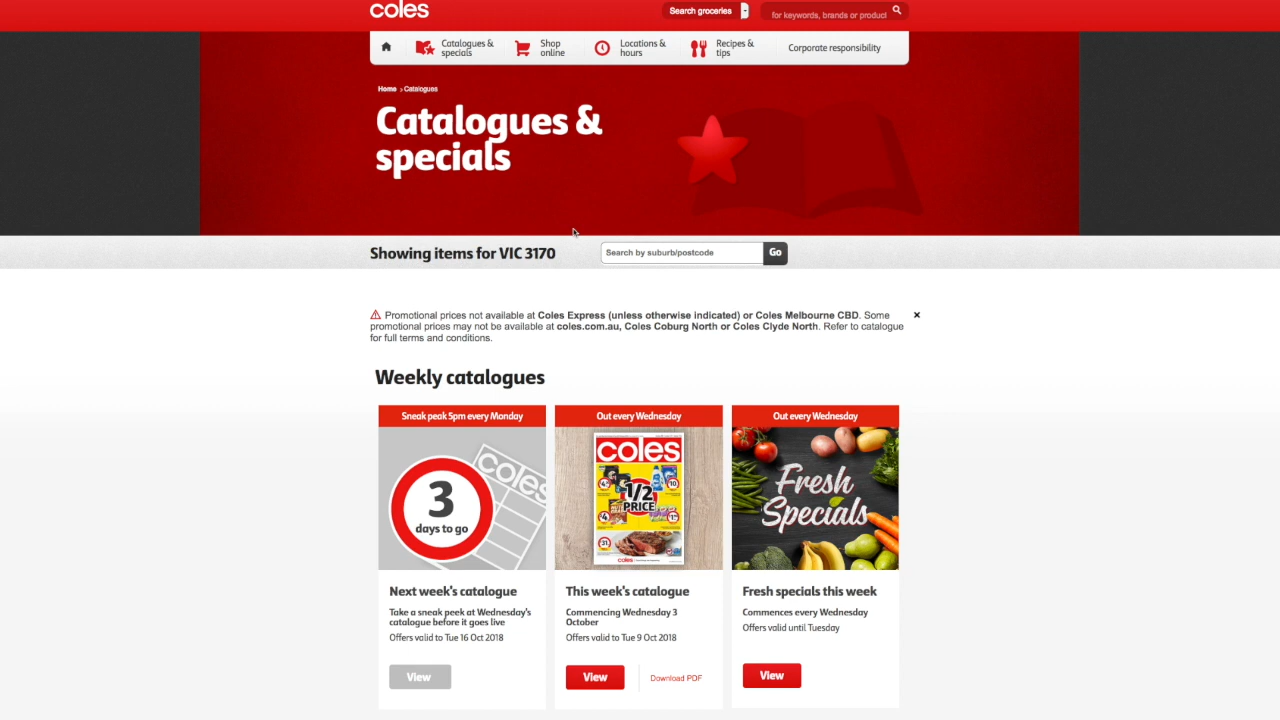 coles
Search groceries
for keywords, brands or product
Catalogues &
specials
Shop
online
Locations &
hours
Recipes &
tips
Corporate responsibility
Home › Catalogues
Catalogues &
specials
Showing items for VIC 3170
Search by suburb/postcode
Go
Promotional prices not available at Coles Express (unless otherwise indicated) or Coles Melbourne CBD. Some
promotional prices may not be available at coles.com.au, Coles Coburg North or Coles Clyde North. Refer to catalogue
for full terms and conditions.
Weekly catalogues
Sneak peak 5pm every Monday
coles
3
days to go
Next week's catalogue
Take a sneak peek at Wednesday's
catalogue before it goes live
Offers valid to Tue 16 Oct 2018
View
Out every Wednesday
coles
1/2
PRICE
coles
This week's catalogue
Commencing Wednesday 3
October
Offers valid to Tue 9 Oct 2018
View
Download PDF
Out every Wednesday
Fresh
Specials
Fresh specials this week
Commences every Wednesday
Offers valid until Tuesday
View